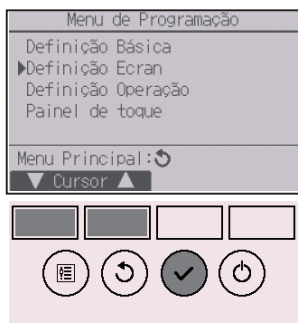 Menu de Programação
Definição Básica
▶Definição Ecran
Definição Operação
Painel de toque
Menu Principal:
▼ Cursor ▲